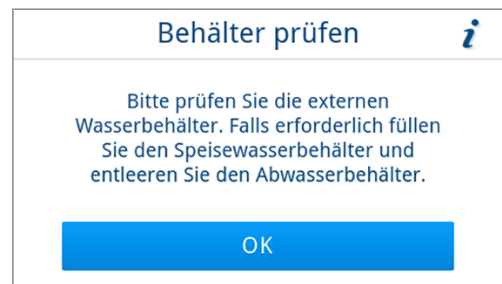 Behälter prüfen i
Bitte prüfen Sie die externen
Wasserbehälter. Falls erforderlich füllen
Sie den Speisewasserbehälter und
entleeren Sie den Abwasserbehälter.
OK